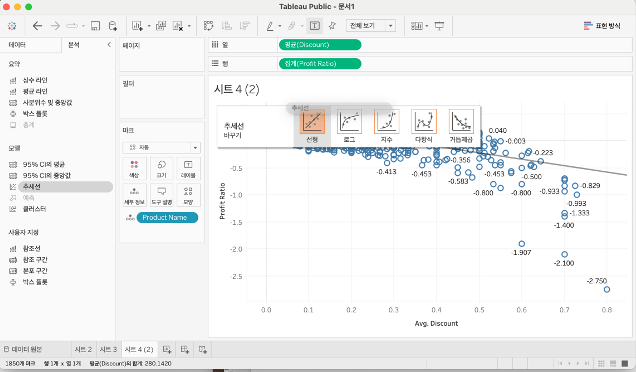 Tableau Public - 문서1
전체 보기
표현 방식
데이터
분석
페이지
열
평균(Discount)
행
집계(Profit Ratio)
요약
상수 라인
평균 라인
사분위수 및 중앙값
박스 플롯
총계
모델
95% CI의 평균
95% CI의 중앙값
추세선
예측
클러스터
사용자 지정
참조선
참조 구간
분포 구간
박스 플롯
필터
마크
자동
색상
크기
레이블
세부 정보
도구 설명
모양
Product Name
시트 4 (2)
추세선
추세선
바꾸기
선형
로그
지수
다항식
거듭제곱
0.040
-0.003
-0.223
-0.356
-0.413
-0.453
-0.453
-0.500
-0.583
-0.600
-0.800
-0.829
-0.933
-0.993
-1.333
-1.400
-1.907
-2.100
-2.750
Profit Ratio
-0.5
-1.0
-1.5
-2.0
-2.5
0.0
0.1
0.2
0.3
0.4
0.5
0.6
0.7
0.8
Avg. Discount
데이터 원본
시트 2
시트 3
시트 4 (2)
1850개 마크
행 1개 x 열 1개
평균(Discount)의 합계: 280.1420